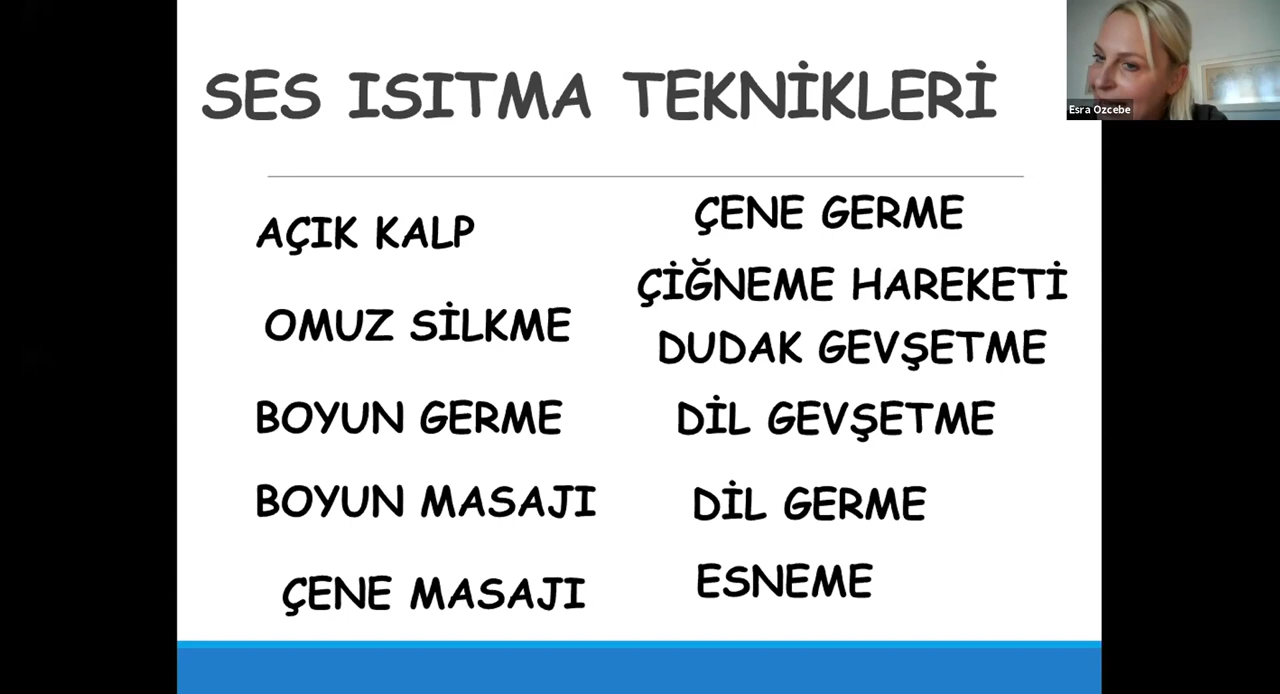 SES ISITMA TEKNİKLERİ
Esra Ozcebe
AÇIK KALP
OMUZ SİLKME
BOYUN GERME
BOYUN MASAJI
ÇENE MASAJI
ÇENE GERME
ÇİĞNEME HAREKETİ
DUDAK GEVŞETME
DİL GEVŞETME
DİL GERME
ESNEME